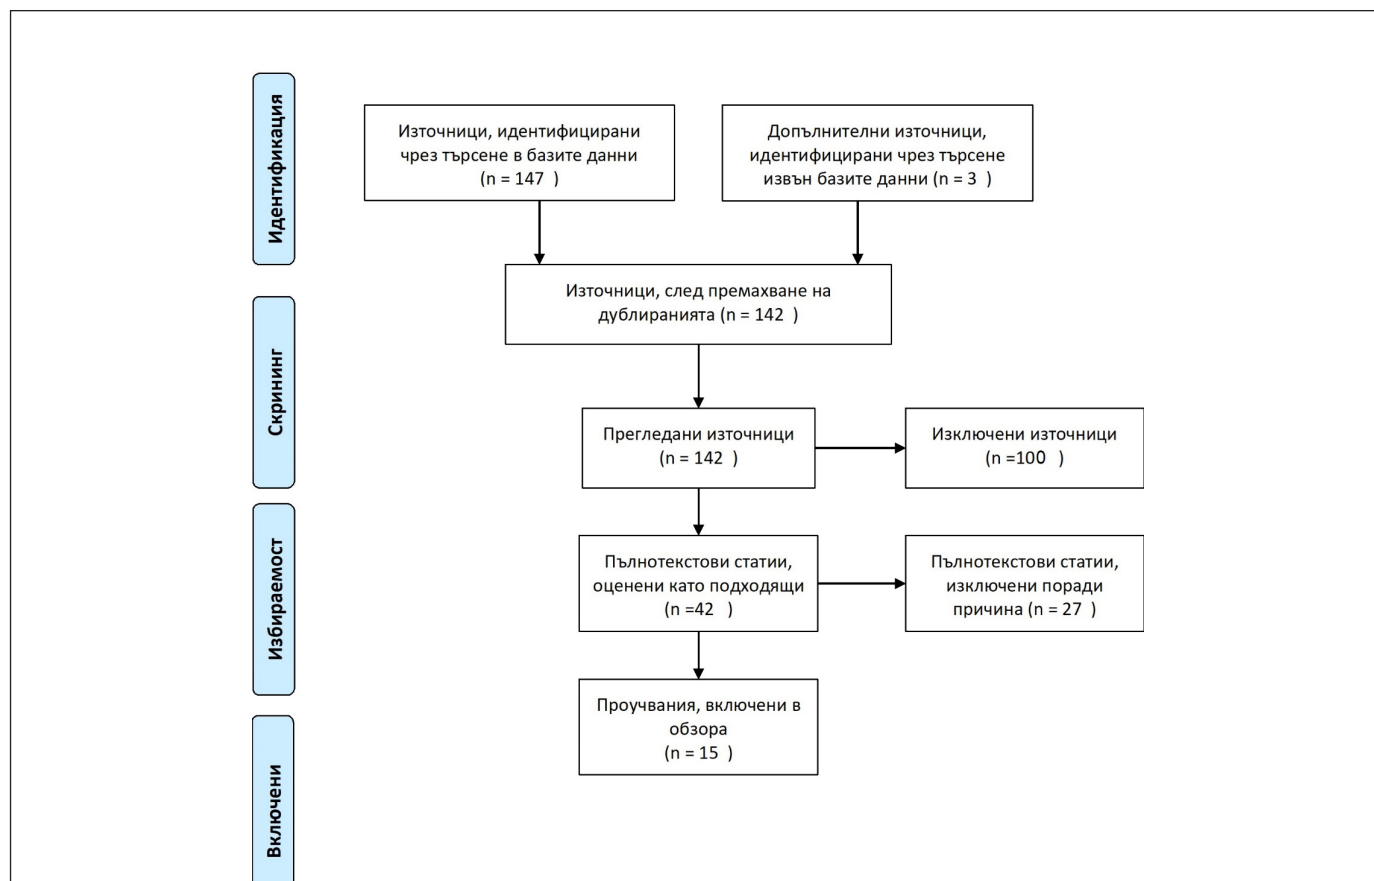 Идентификация
Източници, идентифицирани
чрез търсене в базите данни
(n = 147 )
Допълнителни източници,
идентифицирани чрез търсене
извън базите данни (n = 3 )
Източници, след премахване на
дублиранията (n = 142 )
Скрининг
Прегледани източници
(n = 142 )
Изключени източници
(n =100 )
Избираемост
Пълнотекстови статии,
оценени като подходящи
(n =42 )
Пълнотекстови статии,
изключени поради
причина (n = 27 )
Проучвания, включени в
обзора
(n = 15 )
Включени